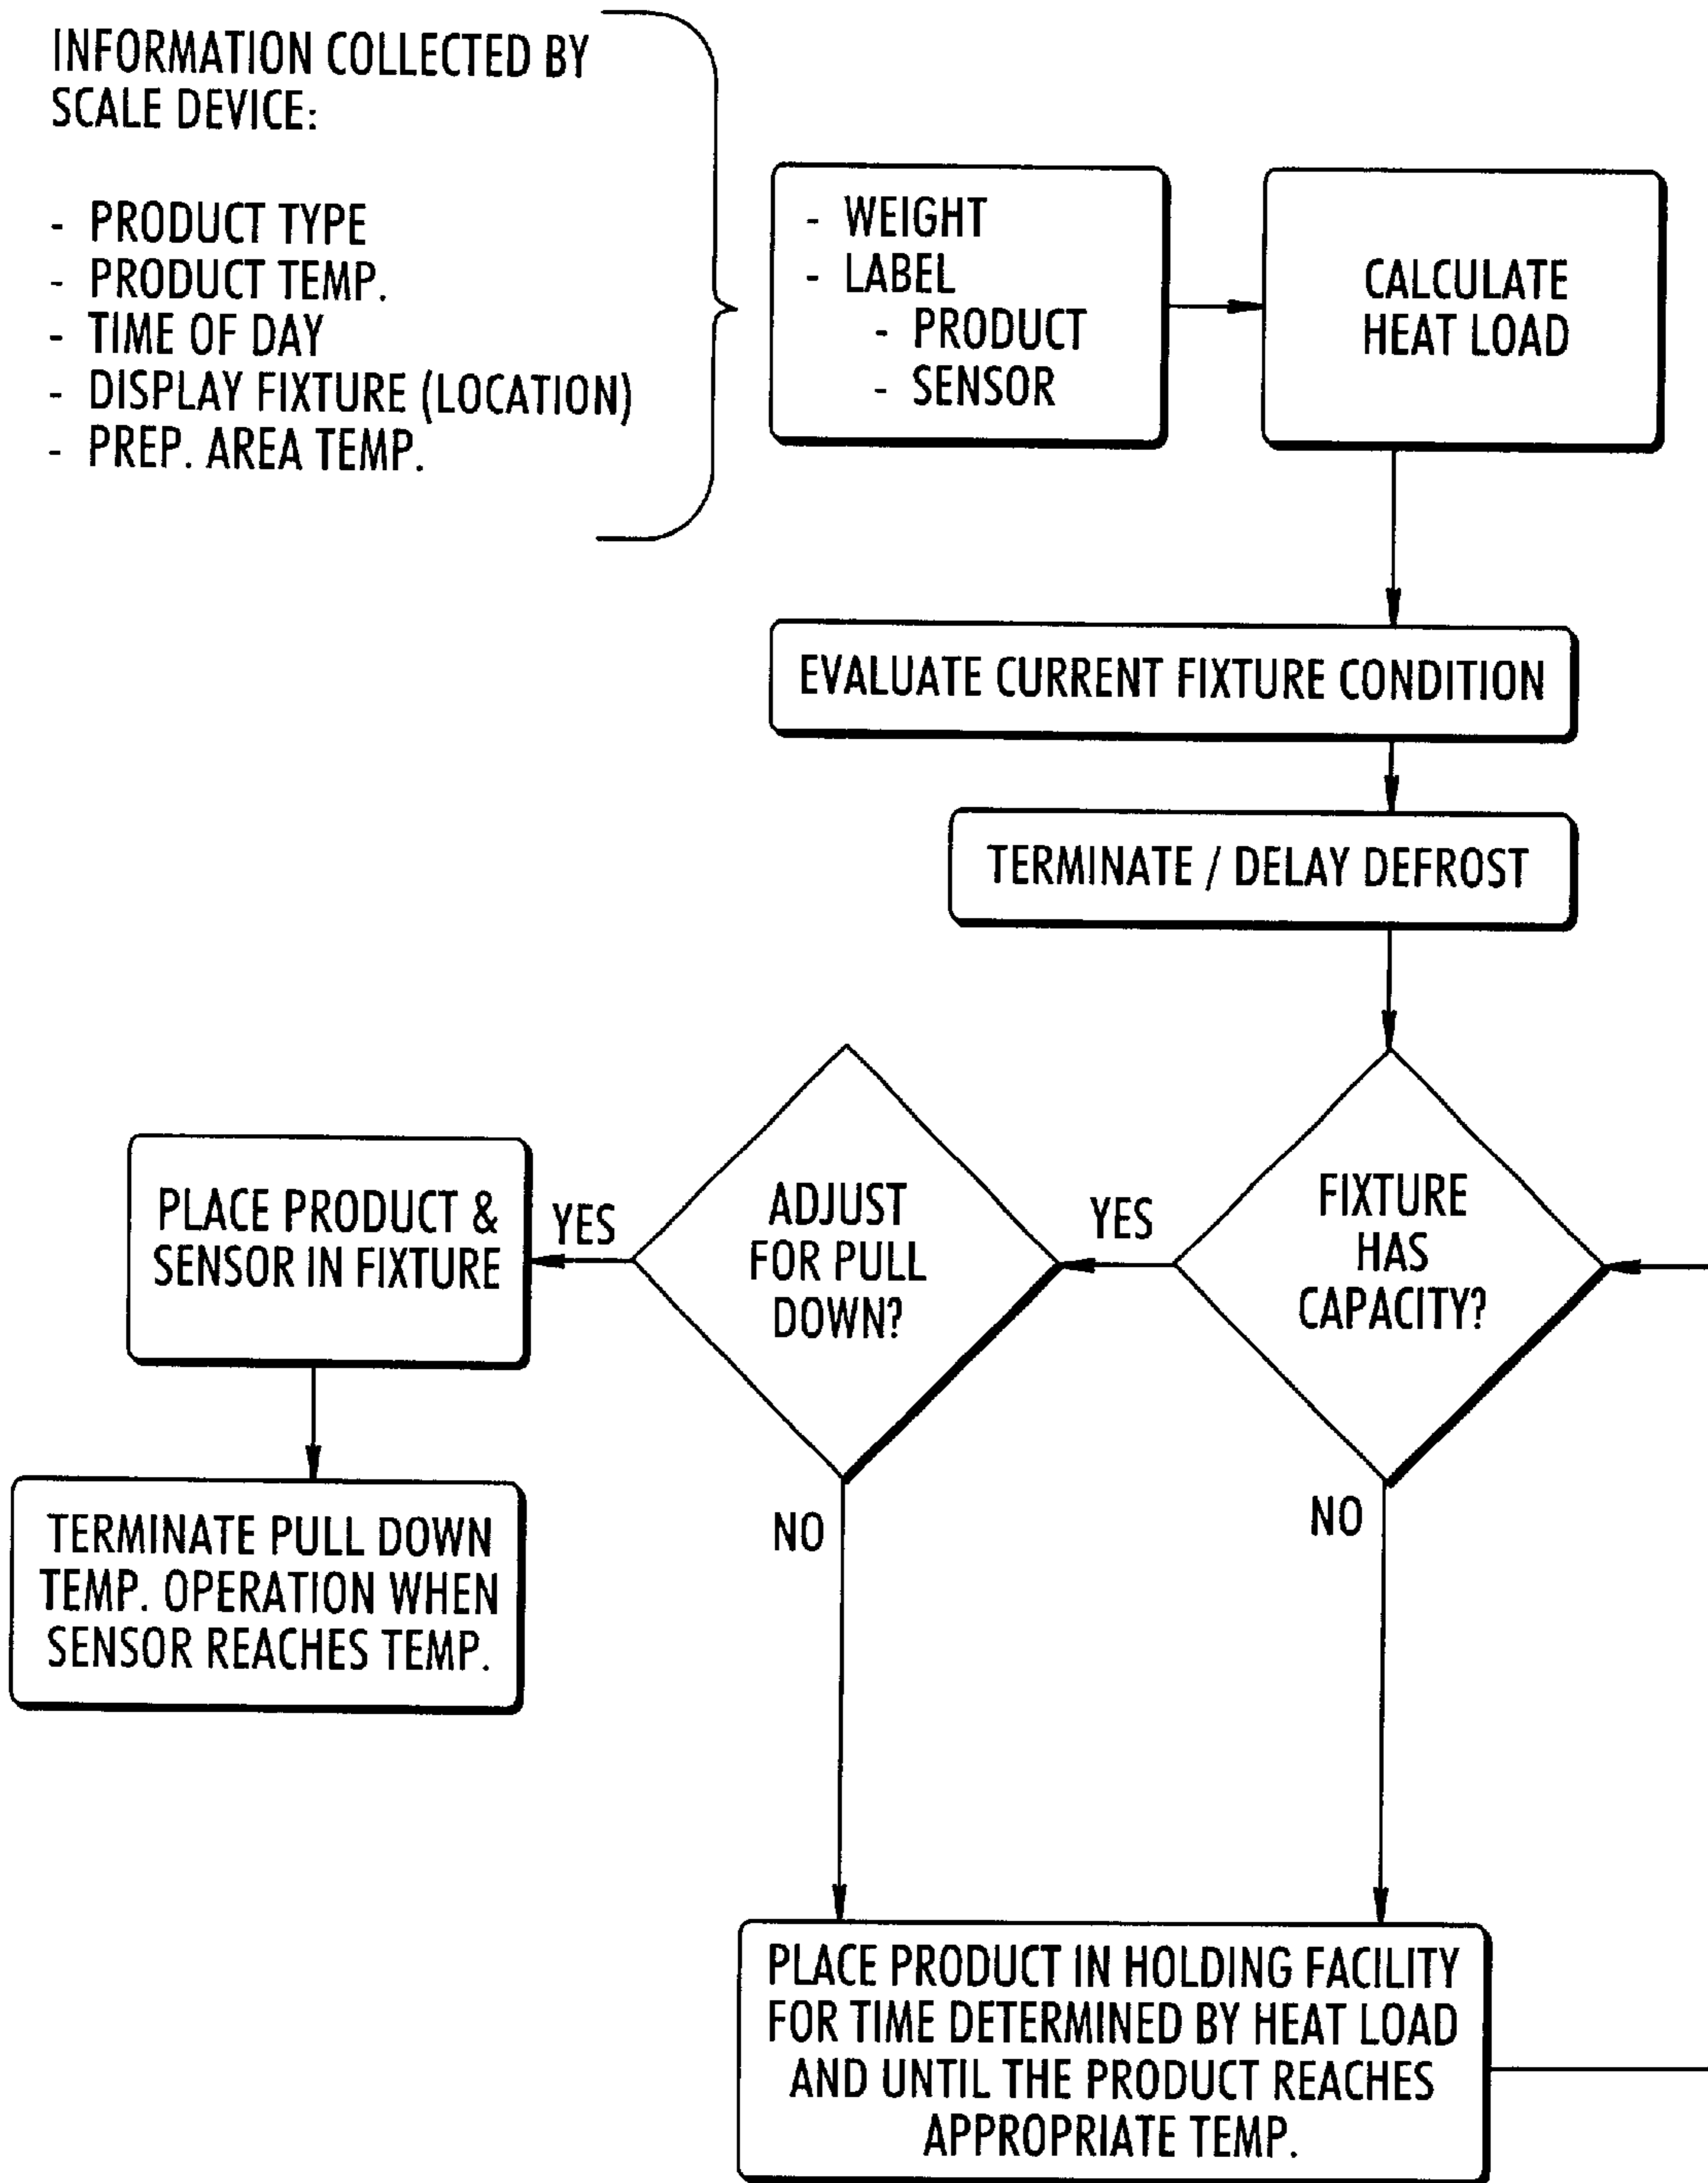 INFORMATION COLLECTED BY
SCALE DEVICE:
- PRODUCT TYPE
- PRODUCT TEMP.
- TIME OF DAY
- DISPLAY FIXTURE (LOCATION)
- PREP. AREA TEMP.
- WEIGHT
- LABEL
- PRODUCT
- SENSOR
CALCULATE
HEAT LOAD
EVALUATE CURRENT FIXTURE CONDITION
TERMINATE / DELAY DEFROST
FIXTURE
HAS
CAPACITY?
YES
NO
ADJUST
FOR PULL
DOWN?
YES
NO
PLACE PRODUCT &
SENSOR IN FIXTURE
TERMINATE PULL DOWN
TEMP. OPERATION WHEN
SENSOR REACHES TEMP.
PLACE PRODUCT IN HOLDING FACILITY
FOR TIME DETERMINED BY HEAT LOAD
AND UNTIL THE PRODUCT REACHES
APPROPRIATE TEMP.